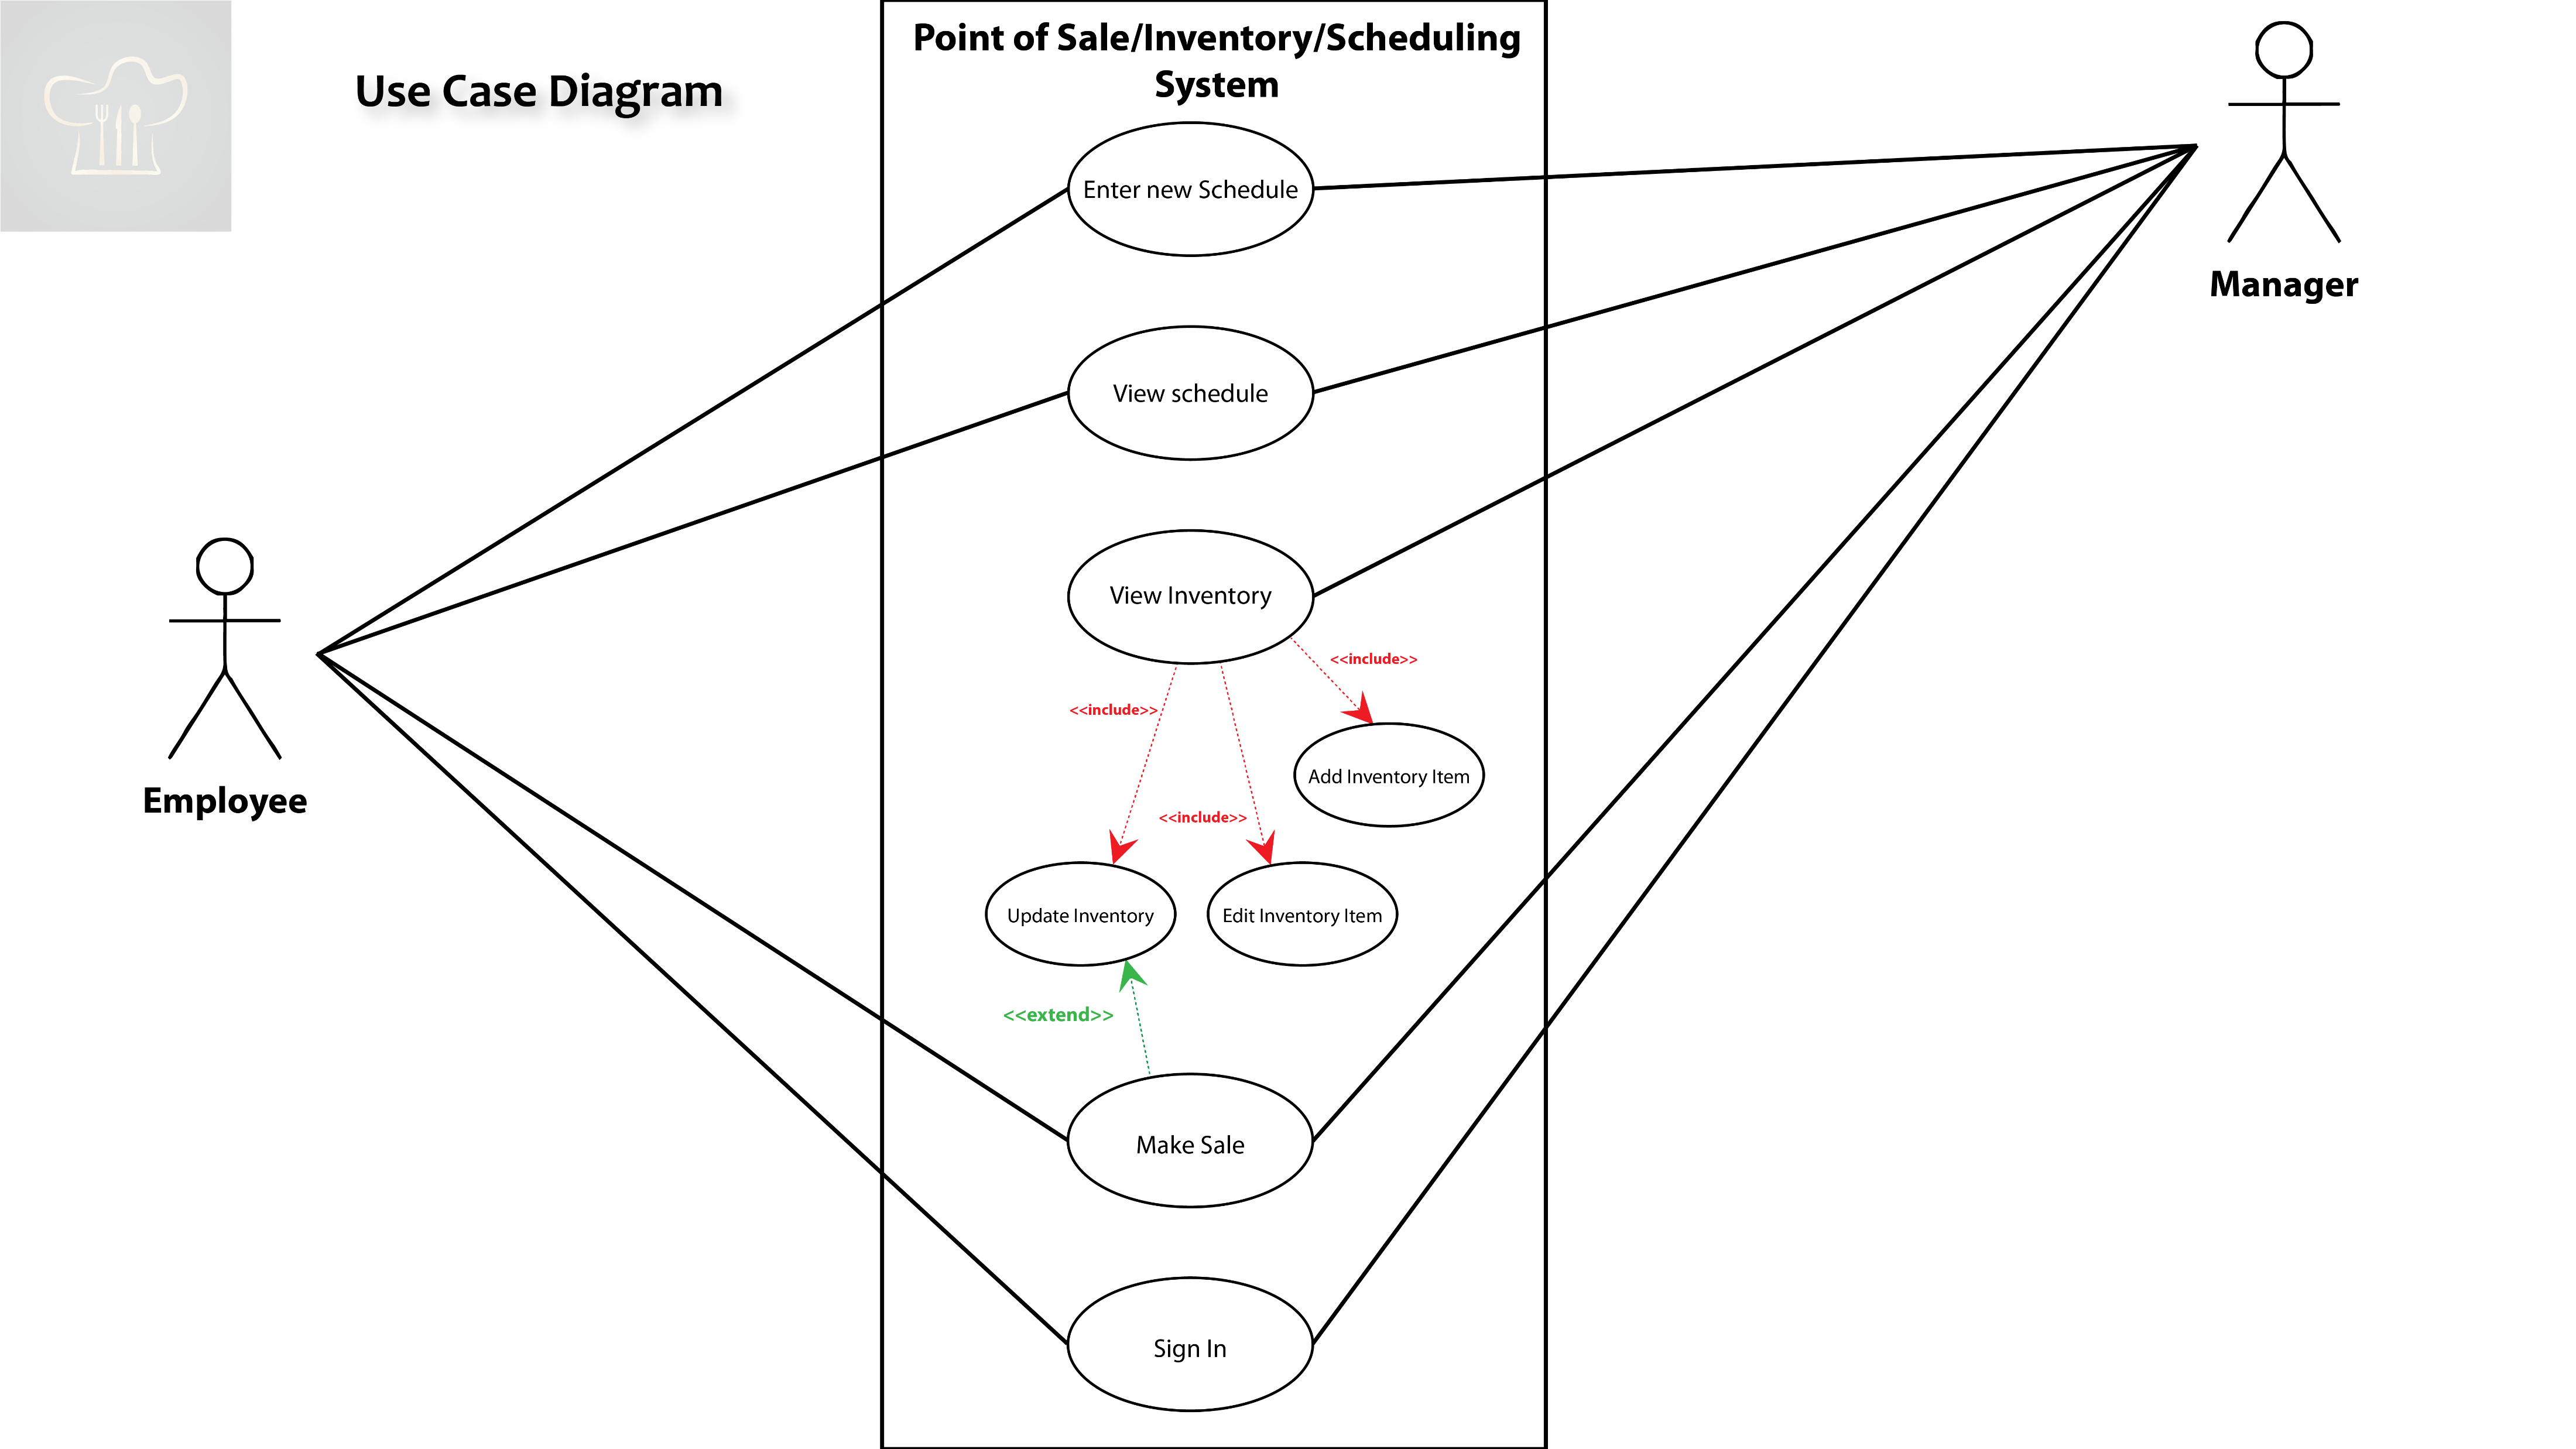 Use Case Diagram
Point of Sale/Inventory/Scheduling
System
Enter new Schedule
Manager
View schedule
View Inventory
<<include>>
<<include>>
Add Inventory Item
Employee
<<include>>
Update Inventory
Edit Inventory Item
<<extend>>
Make Sale
Sign In